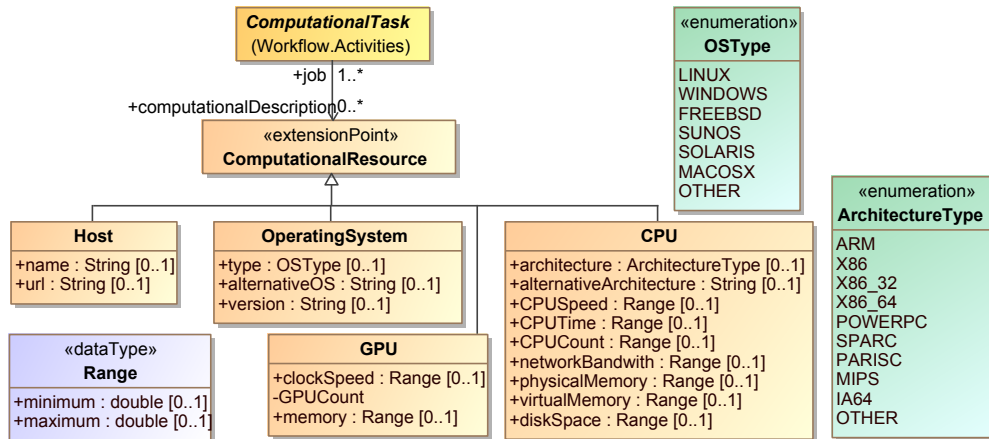 ComputationalTask
(Workflow.Activities)
+job 1..*
+computationalDescription 0..*
«extensionPoint»
ComputationalResource
«enumeration»
OSType
LINUX
WINDOWS
FREEBSD
SUNOS
SOLARIS
MACOSX
OTHER
«enumeration»
ArchitectureType
ARM
X86
X86_32
X86_64
POWERPC
SPARC
PARISC
MIPS
IA64
OTHER
Host
+name : String [0..1]
+url : String [0..1]
OperatingSystem
+type : OSType [0..1]
+alternativeOS : String [0..1]
+version : String [0..1]
CPU
+architecture : ArchitectureType [0..1]
+alternativeArchitecture : String [0..1]
+CPUSpeed : Range [0..1]
+CPUTime : Range [0..1]
+CPUCount : Range [0..1]
+networkBandwith : Range [0..1]
+physicalMemory : Range [0..1]
+virtualMemory : Range [0..1]
+diskSpace : Range [0..1]
«dataType»
Range
+minimum : double [0..1]
+maximum : double [0..1]
GPU
+clockSpeed : Range [0..1]
-GPUCount
+memory : Range [0..1]